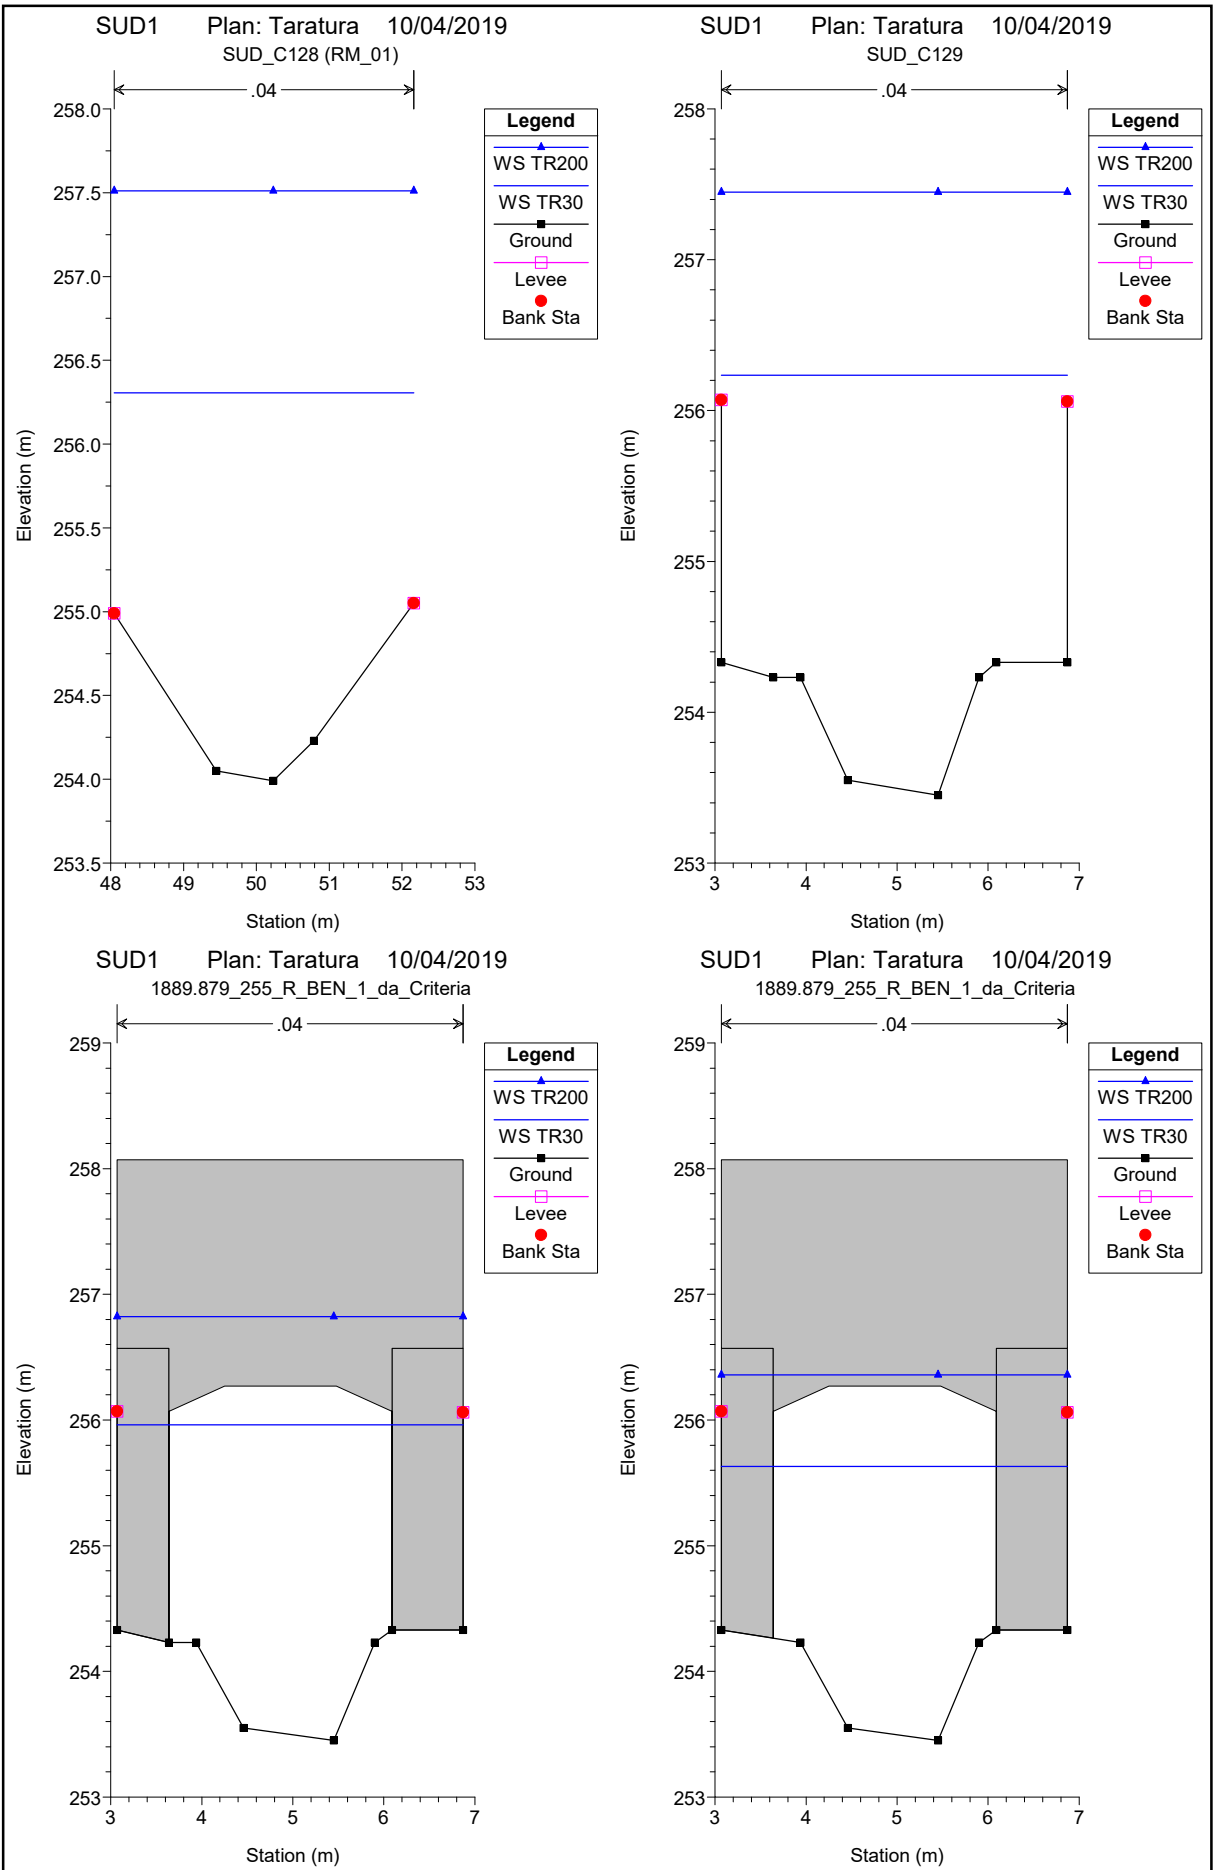 SUD1 Plan: Taratura 10/04/2019
SUD_C128 (RM_01)
.04
258.0
257.5
257.0
256.5
256.0
255.5
255.0
254.5
254.0
253.5
48 49 50 51 52 53
Station (m)
Elevation (m)
Legend
WS TR200
WS TR30
Ground
Levee
Bank Sta
SUD1 Plan: Taratura 10/04/2019
SUD_C129
.04
258
257
256
255
254
253
3 4 5 6 7
Station (m)
Elevation (m)
Legend
WS TR200
WS TR30
Ground
Levee
Bank Sta
SUD1 Plan: Taratura 10/04/2019
1889.879_255_R_BEN_1_da_Criteria
.04
259
258
257
256
255
254
253
3 4 5 6 7
Station (m)
Elevation (m)
Legend
WS TR200
WS TR30
Ground
Levee
Bank Sta
SUD1 Plan: Taratura 10/04/2019
1889.879_255_R_BEN_1_da_Criteria
.04
259
258
257
256
255
254
253
3 4 5 6 7
Station (m)
Elevation (m)
Legend
WS TR200
WS TR30
Ground
Levee
Bank Sta